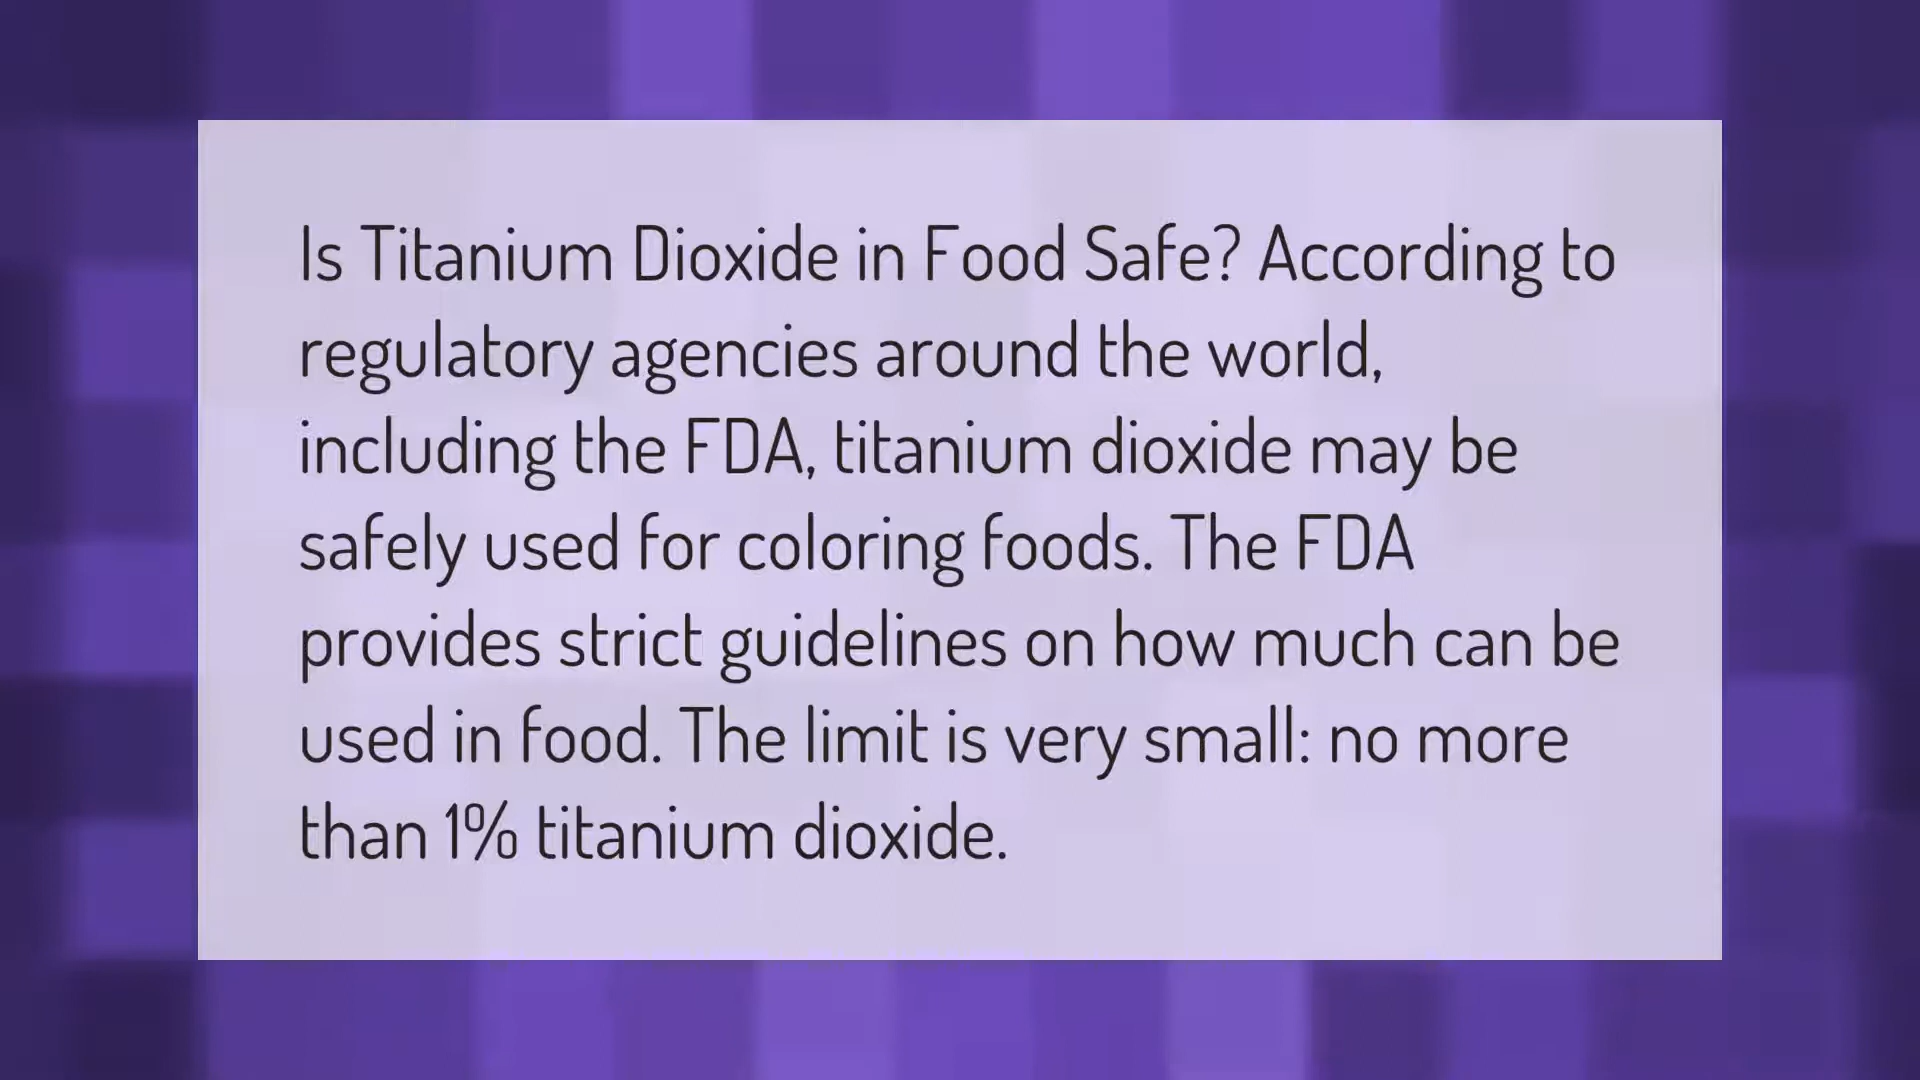 Is Titanium Dioxide in Food Safe? According to
regulatory agencies around the world,
including the FDA, titanium dioxide may be
safely used for coloring foods. The FDA
provides strict guidelines on how much can be
used in food. The limit is very small: no more
than 1% titanium dioxide.